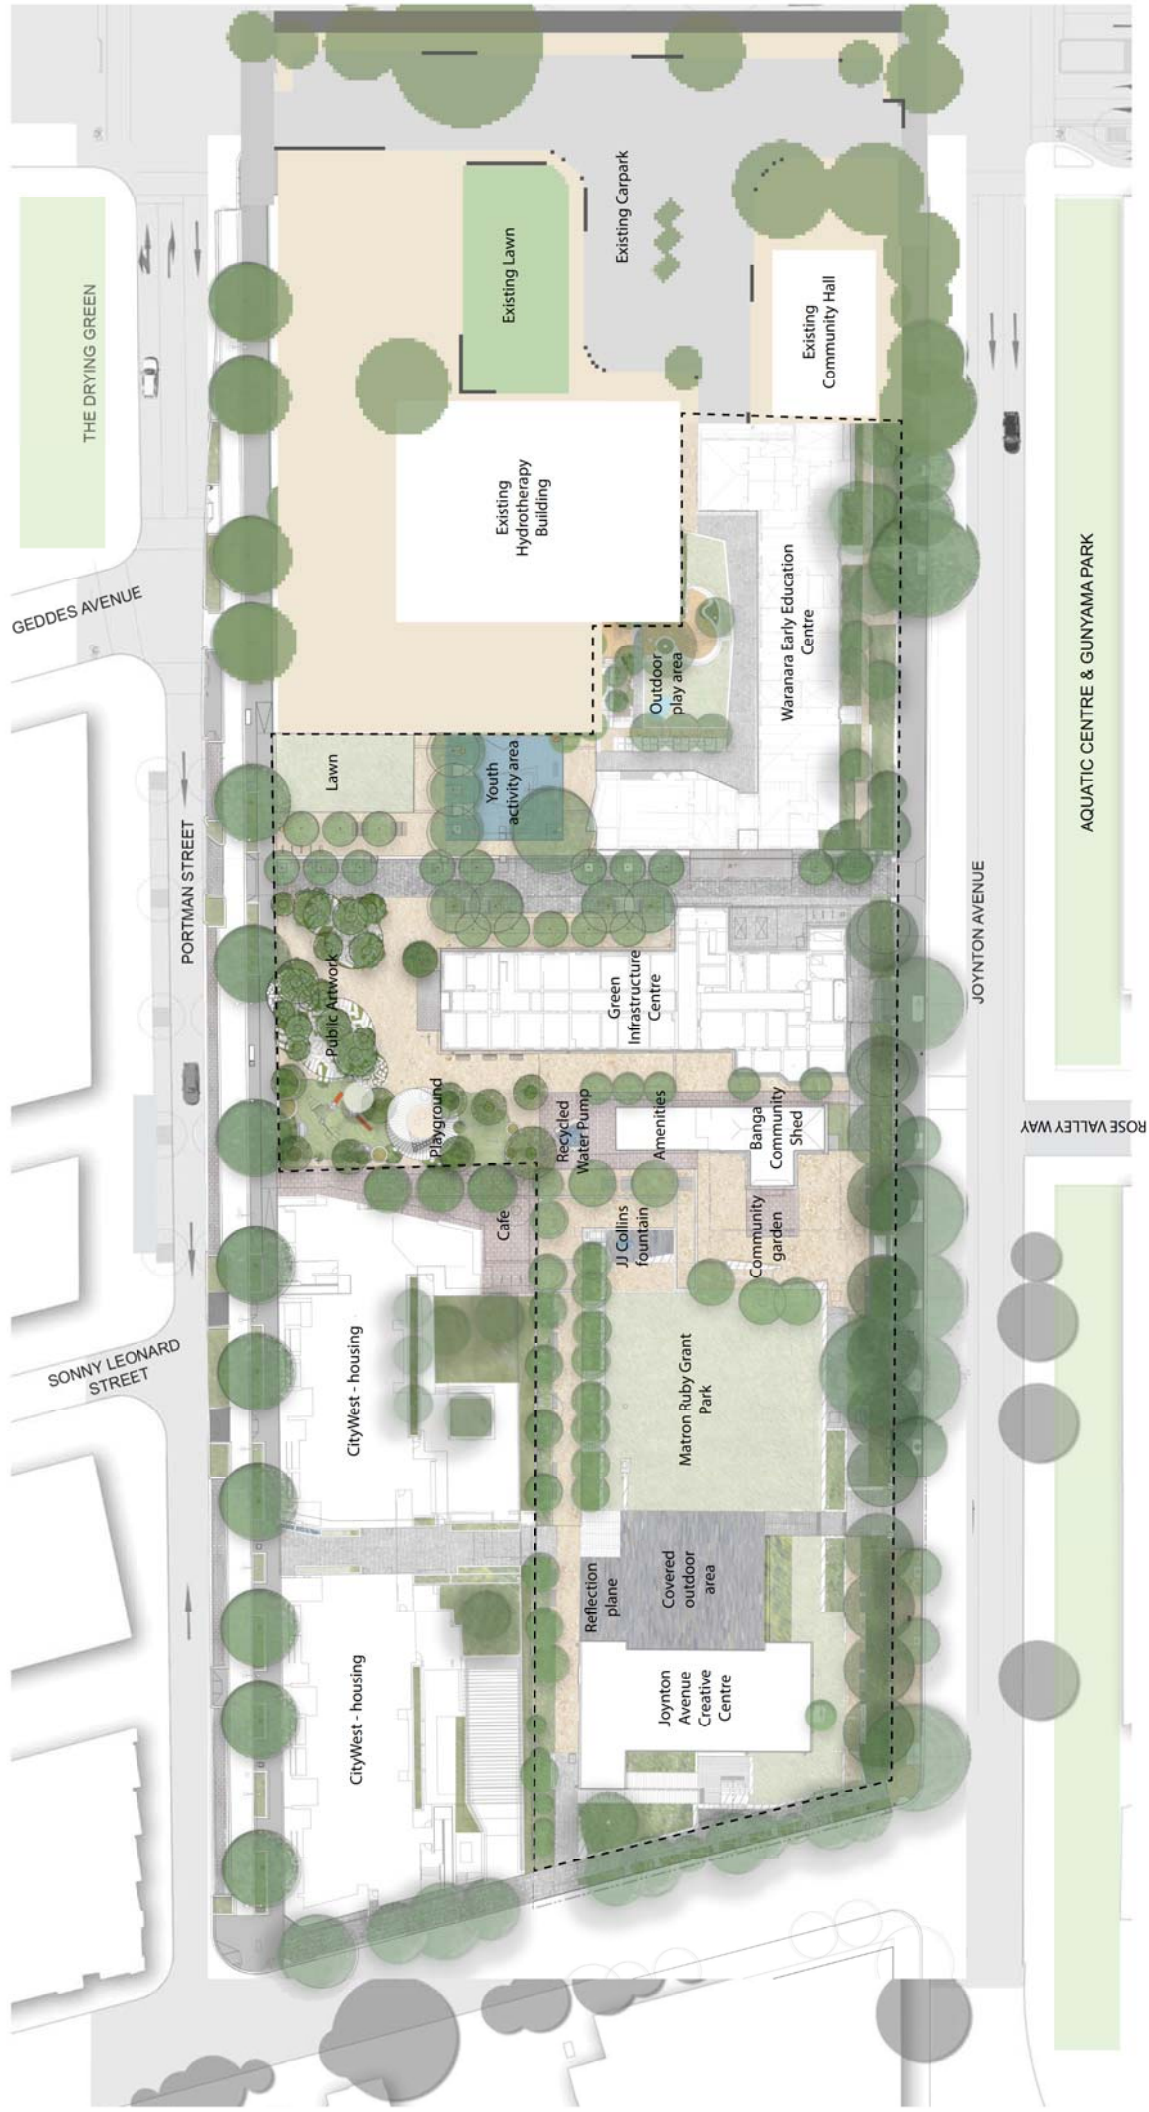 THE DRYING GREEN
GEDDES AVENUE
PORTMAN STREET
SONNY LEONARD
STREET
Existing Lawn
Existing Carpark
Existing
Community Hall
Existing
Hydrotherapy
Building
Outdoor
play area
Waranara Early Education
Centre
Lawn
Youth
activity area
Public Artwork
Green
Infrastructure
Centre
Playground
Recycled
Water Pump
Amenities
Banga
Community
Shed
Cafe
JJ Collins
fountain
Community
garden
CityWest - housing
Matron Ruby Grant
Park
Reflection
plane
Covered
outdoor
area
CityWest - housing
Joynton
Avenue
Creative
Centre
JOYNTON AVENUE
ROSE VALLEY WAY
AQUATIC CENTRE & GUNYAMA PARK